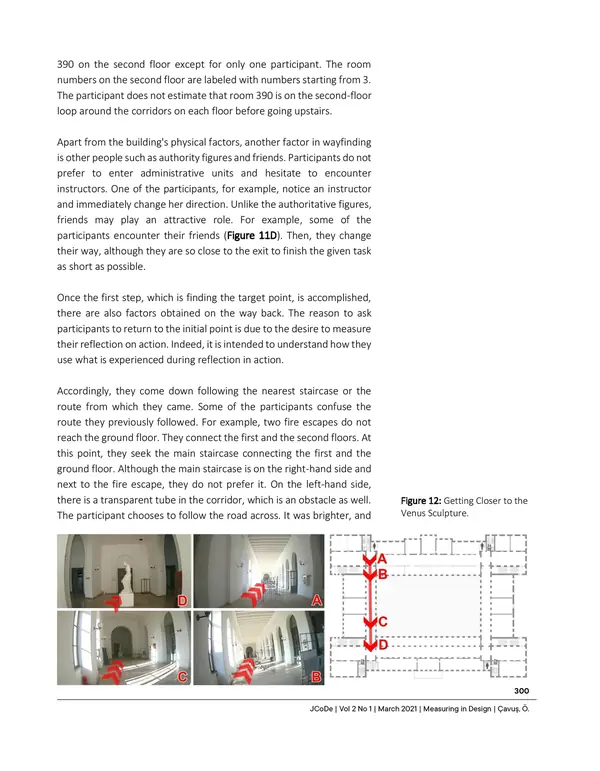 390 on the second floor except for only one participant. The room
numbers on the second floor are labeled with numbers starting from 3.
The participant does not estimate that room 390 is on the second-floor
loop around the corridors on each floor before going upstairs.
Apart from the building's physical factors, another factor in wayfinding
is other people such as authority figures and friends. Participants do not
prefer to enter administrative units and hesitate to encounter
instructors. One of the participants, for example, notice an instructor
and immediately change her direction. Unlike the authoritative figures,
friends may play an attractive role. For example, some of the
participants encounter their friends (Figure 11D). Then, they change
their way, although they are so close to the exit to finish the given task
as short as possible.
Once the first step, which is finding the target point, is accomplished,
there are also factors obtained on the way back. The reason to ask
participants to return to the initial point is due to the desire to measure
their reflection on action. Indeed, it is intended to understand how they
use what is experienced during reflection in action.
Accordingly, they come down following the nearest staircase or the
route from which they came. Some of the participants confuse the
route they previously followed. For example, two fire escapes do not
reach the ground floor. They connect the first and the second floors. At
this point, they seek the main staircase connecting the first and the
ground floor. Although the main staircase is on the right-hand side and
next to the fire escape, they do not prefer it. On the left-hand side,
there is a transparent tube in the corridor, which is an obstacle as well.
The participant chooses to follow the road across. It was brighter, and
Figure 12: Getting Closer to the
Venus Sculpture.
D
A
C
B
A
B
C
D
300
JCoDe | Vol 2 No 1 | March 2021 | Measuring in Design | Çavuş, Ö.